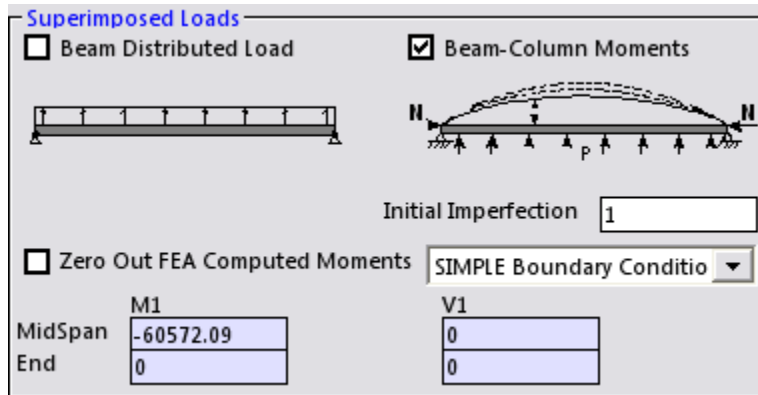 Superimposed Loads
Beam Distributed Load
Beam-Column Moments
N
N
P
Initial Imperfection 1
Zero Out FEA Computed Moments SIMPLE Boundary Conditio
M1 V1
MidSpan -60572.09 0
End 0 0